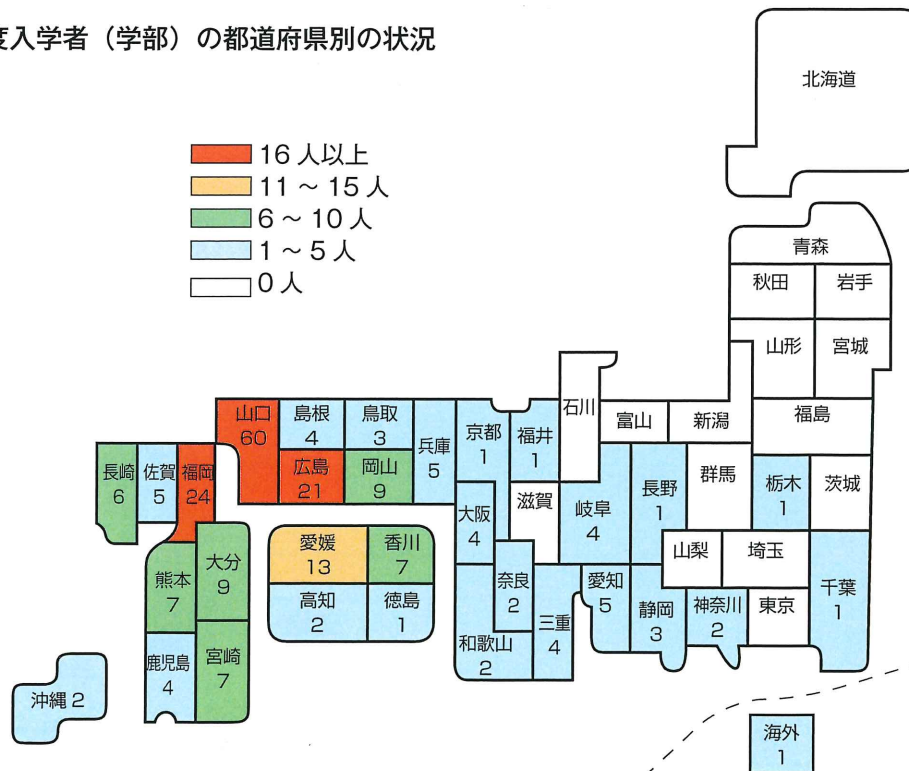 度入学者（学部）の都道府県別の状況
16人以上
11～15人
6～10人
1～5人
0人
北海道
青森
秋田
岩手
山形
宮城
福島
石川
富山
新潟
山口
60
島根
4
鳥取
3
兵庫
5
京都
1
福井
1
広島
21
岡山
9
長崎
6
佐賀
5
福岡
24
滋賀
岐阜
4
長野
1
群馬
栃木
1
茨城
大阪
4
愛媛
13
香川
7
高知
2
徳島
1
熊本
7
大分
9
奈良
2
山梨
埼玉
愛知
5
静岡
3
神奈川
2
東京
千葉
1
和歌山
2
三重
4
鹿児島
4
宮崎
7
沖縄 2
海外
1